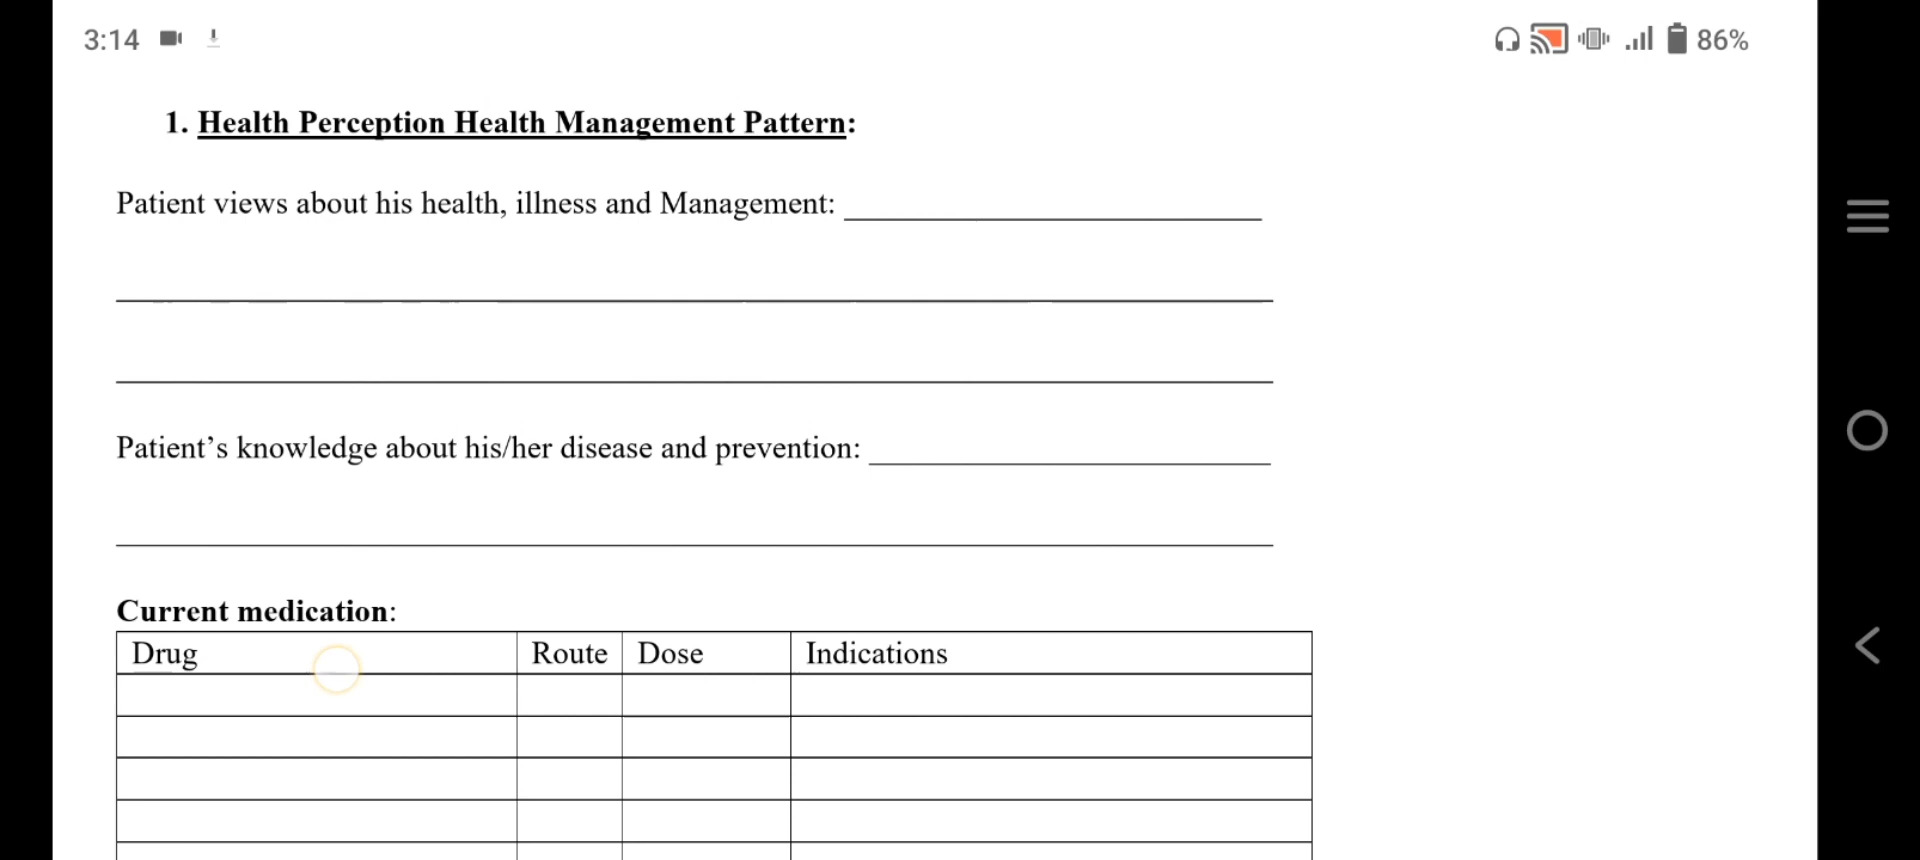 3:14
86%
1. Health Perception Health Management Pattern:
Patient views about his health, illness and Management:
Patient’s knowledge about his/her disease and prevention:
Current medication:
Drug Route Dose Indications